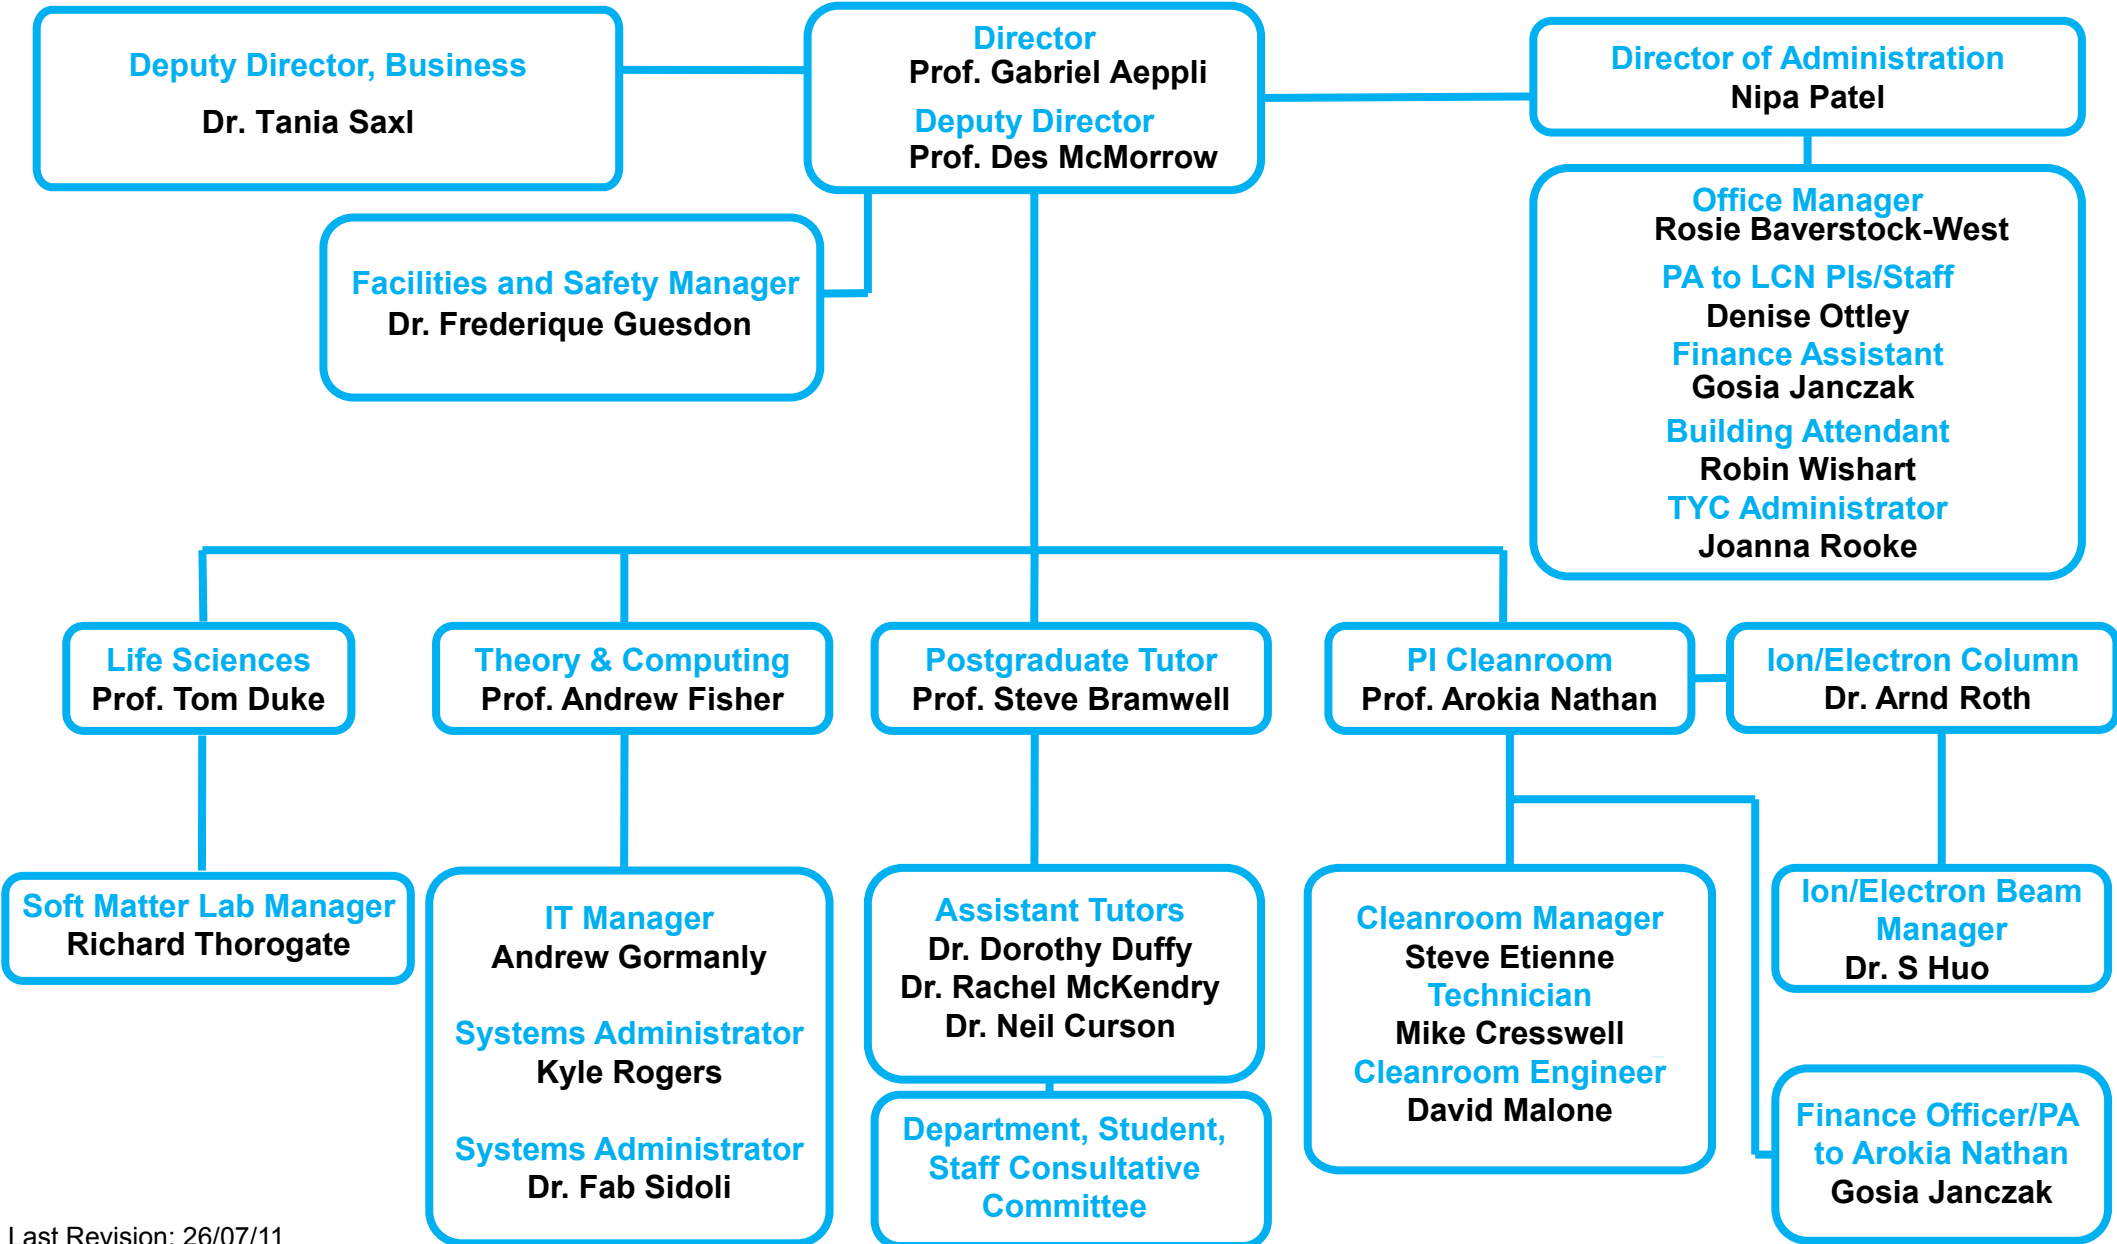 Deputy Director, Business
Dr. Tania Saxl
Director
Prof. Gabriel Aeppli
Deputy Director
Prof. Des McMorrow
Director of Administration
Nipa Patel
Facilities and Safety Manager
Dr. Frederique Guesdon
Office Manager
Rosie Baverstock-West
PA to LCN PIs/Staff
Denise Ottley
Finance Assistant
Gosia Janczak
Building Attendant
Robin Wishart
TYC Administrator
Joanna Rooke
Life Sciences
Prof. Tom Duke
Theory & Computing
Prof. Andrew Fisher
Postgraduate Tutor
Prof. Steve Bramwell
PI Cleanroom
Prof. Arokia Nathan
Ion/Electron Column
Dr. Arnd Roth
Soft Matter Lab Manager
Richard Thorogate
IT Manager
Andrew Gormanly
Systems Administrator
Kyle Rogers
Systems Administrator
Dr. Fab Sidoli
Assistant Tutors
Dr. Dorothy Duffy
Dr. Rachel McKendry
Dr. Neil Curson
Department, Student,
Staff Consultative
Committee
Cleanroom Manager
Steve Etienne
Technician
Mike Cresswell
Cleanroom Engineer
David Malone
Ion/Electron Beam
Manager
Dr. S Huo
Finance Officer/PA
to Arokia Nathan
Gosia Janczak
Last Revision: 26/07/11